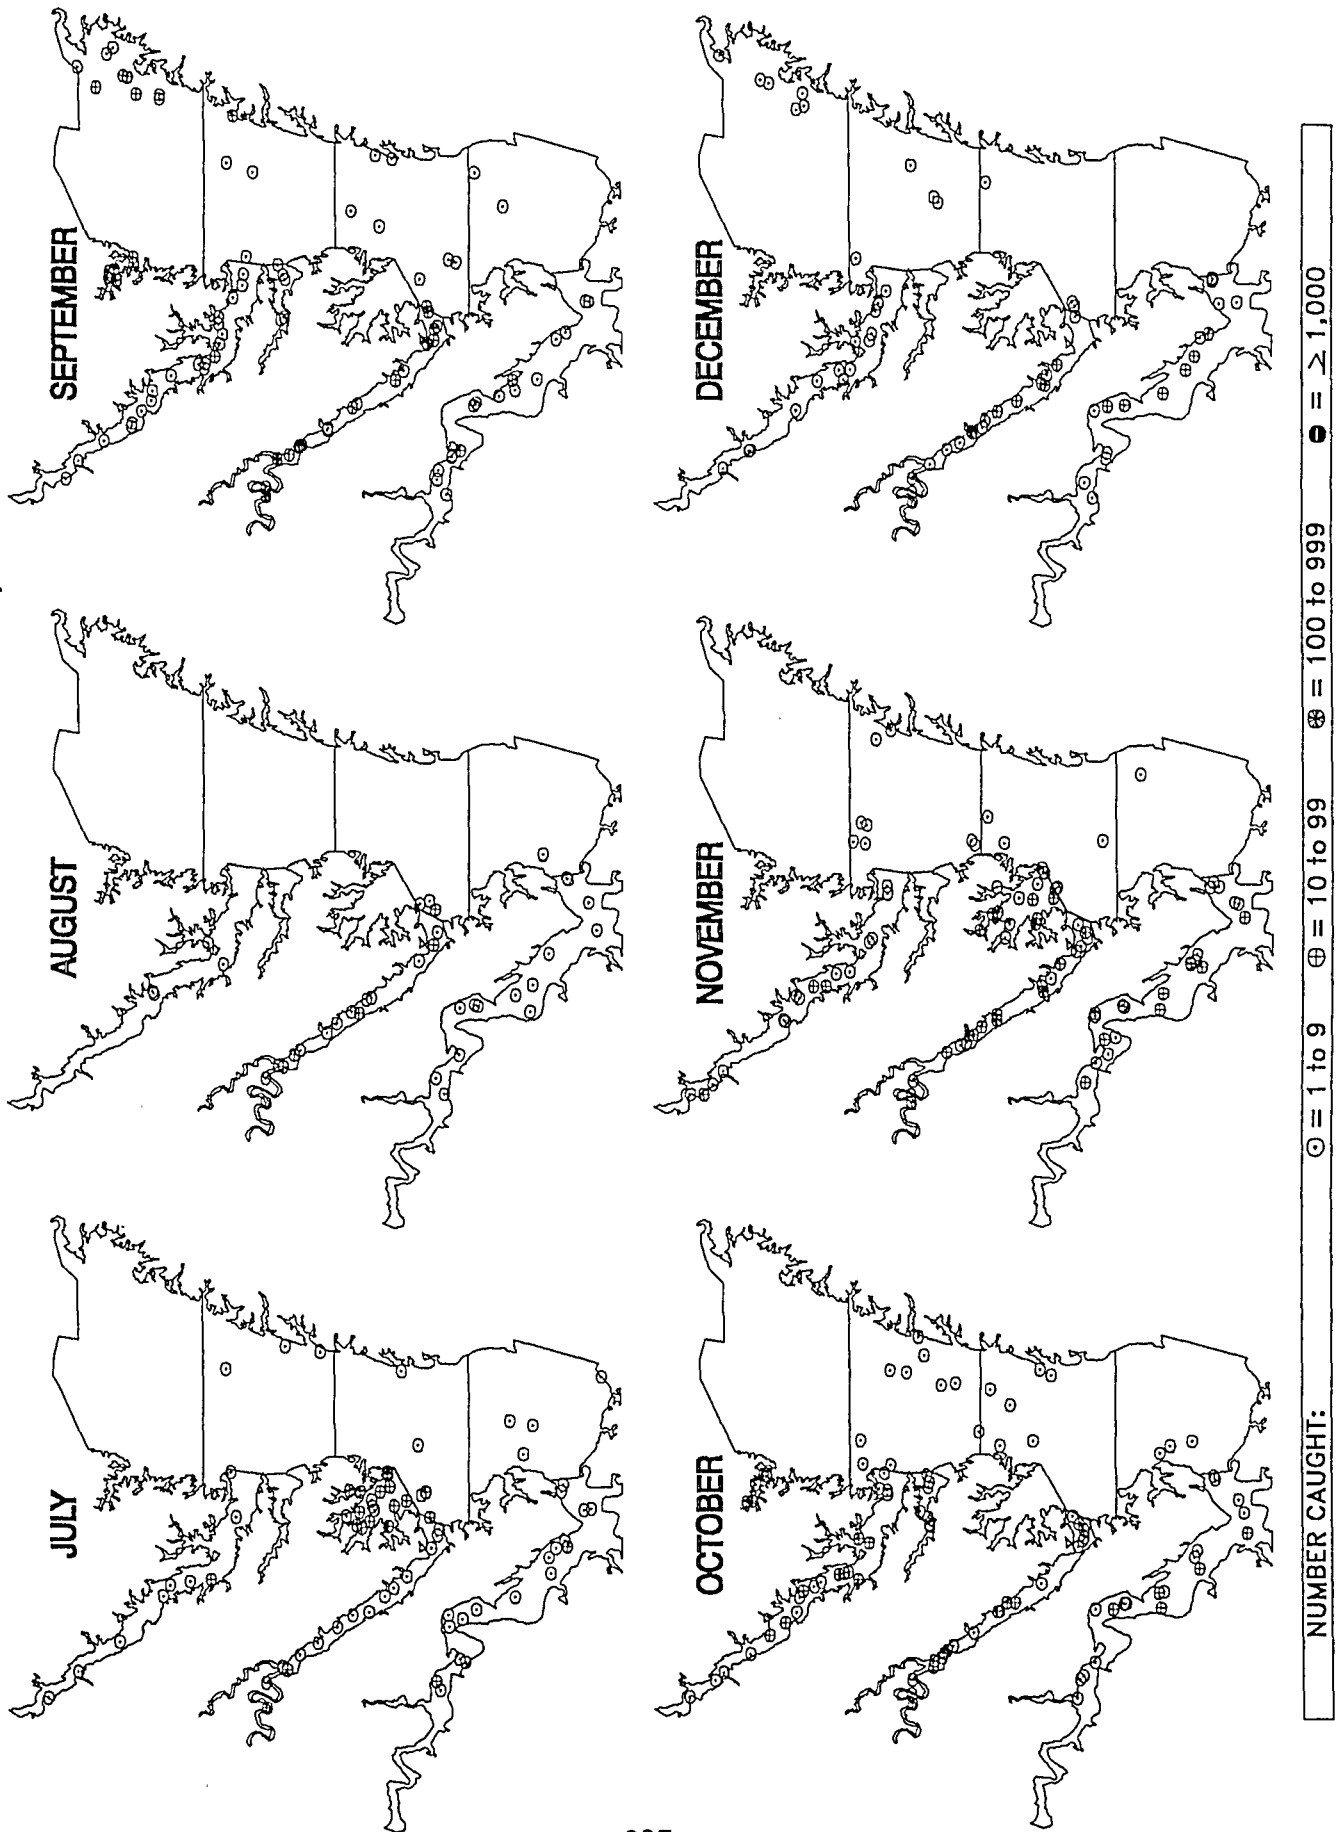 JULY
AUGUST
SEPTEMBER
OCTOBER
NOVEMBER
DECEMBER
NUMBER CAUGHT: ⊙ = 1 to 9 ⊕ = 10 to 99 ⊛ = 100 to 999 ● = ≥ 1,000